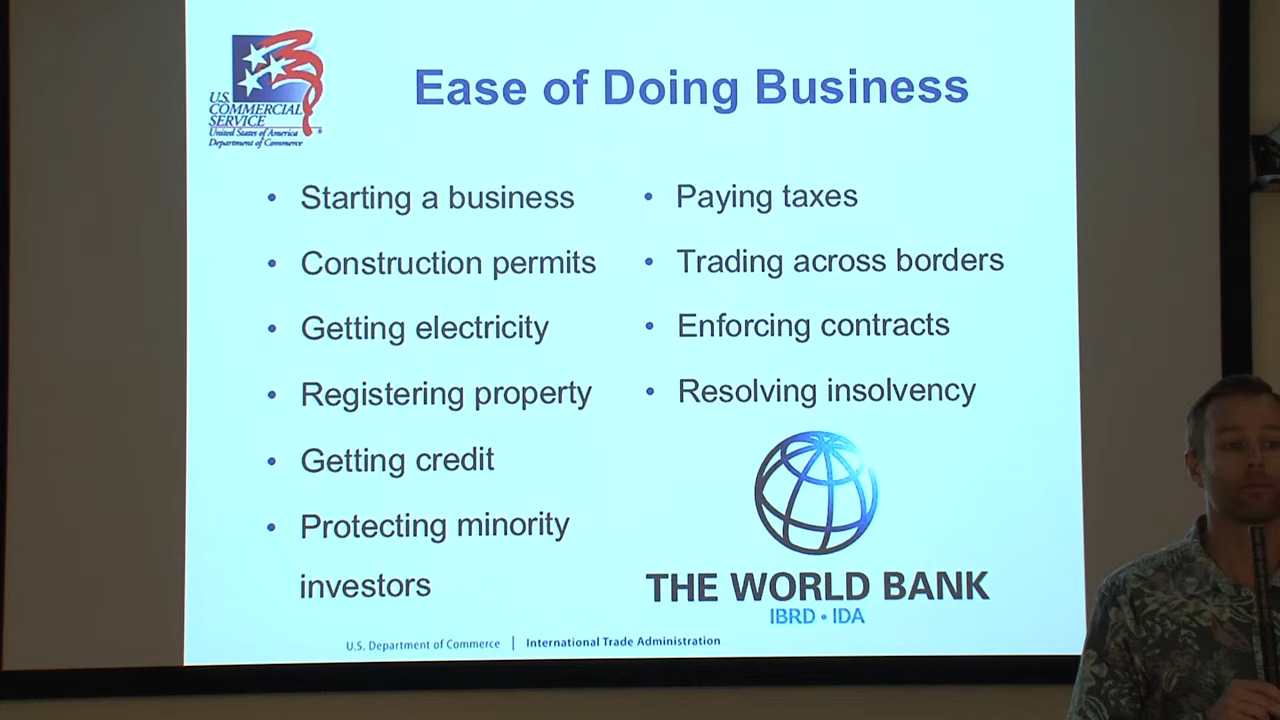 U.S.
COMMERCIAL
SERVICE
United States of America
Department of Commerce
Ease of Doing Business
• Starting a business
• Construction permits
• Getting electricity
• Registering property
• Getting credit
• Protecting minority
investors
• Paying taxes
• Trading across borders
• Enforcing contracts
• Resolving insolvency
THE WORLD BANK
IBRD • IDA
U.S. Department of Commerce | International Trade Administration